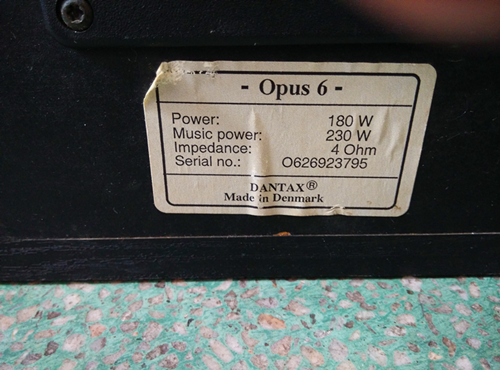 - Opus 6 -
Power: 180 W
Music power: 230 W
Impedance: 4 Ohm
Serial no.: O626923795
DANTAX®
Made in Denmark